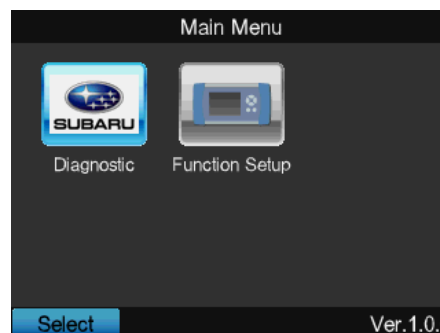 Main Menu
SUBARU
Diagnostic
Function Setup
Select
Ver.1.0.